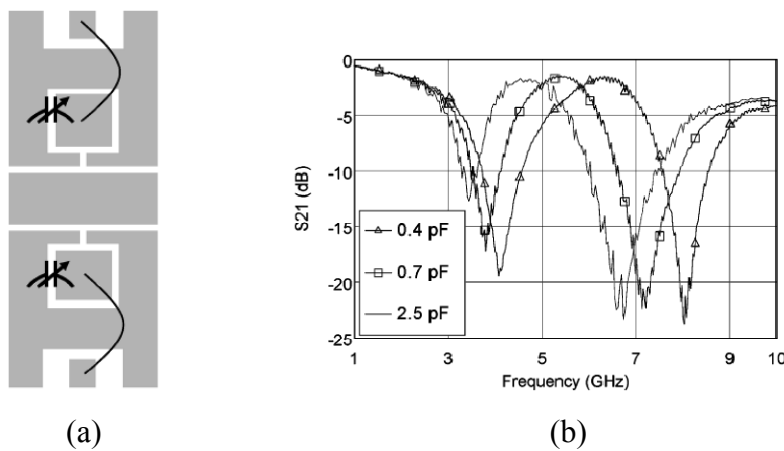 0
-5
-10
-15
-20
-25
S21 (dB)
0.4 pF
0.7 pF
2.5 pF
1 3 5 7 9 10
Frequency (GHz)
(a) (b)